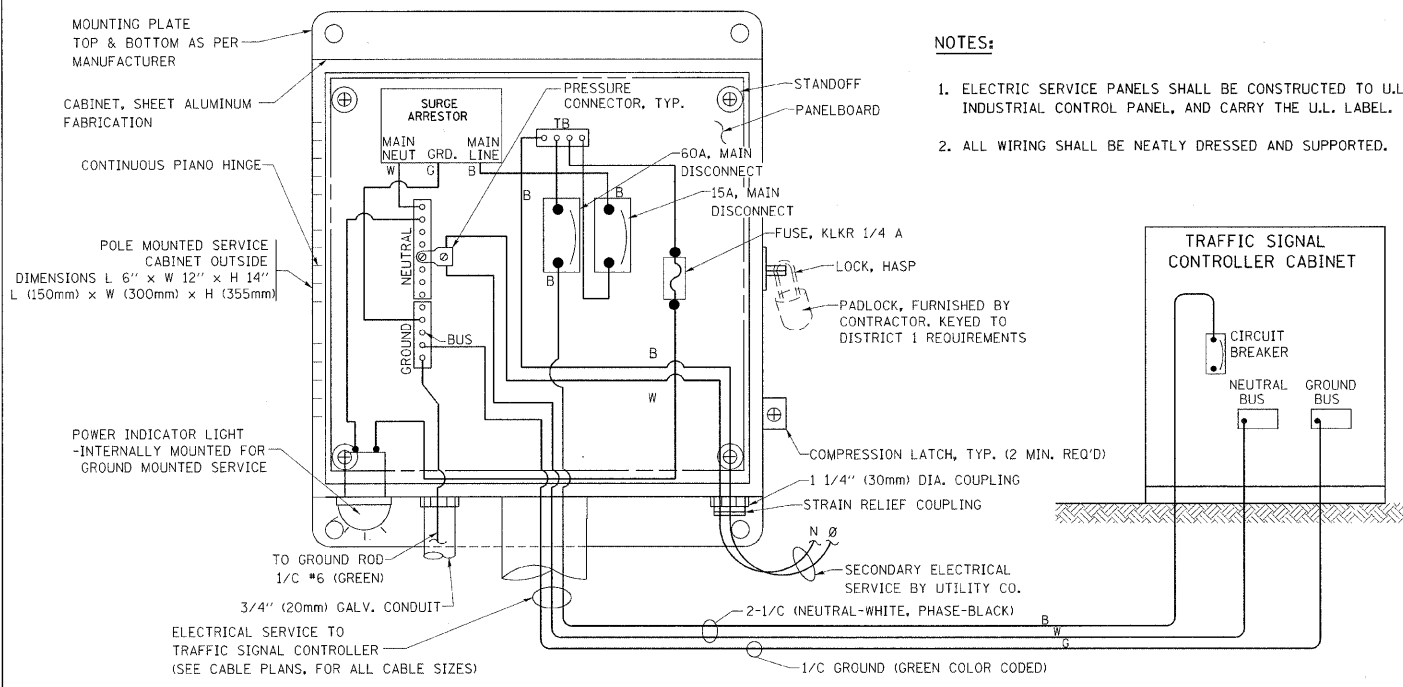 MOUNTING PLATE
TOP & BOTTOM AS PER
MANUFACTURER
CABINET, SHEET ALUMINUM
FABRICATION
CONTINUOUS PIANO HINGE
POLE MOUNTED SERVICE
CABINET OUTSIDE
DIMENSIONS L 6'' x W 12'' x H 14''
L (150mm) x W (300mm) x H (355mm)
POWER INDICATOR LIGHT
-INTERNALLY MOUNTED FOR
GROUND MOUNTED SERVICE
SURGE
ARRESTOR
MAIN
NEUT
GRD.
MAIN
LINE
W
G
B
PRESSURE
CONNECTOR, TYP.
TB
STANDOFF
PANELBOARD
60A, MAIN
DISCONNECT
15A, MAIN
DISCONNECT
B
B
B
FUSE, KLKR 1/4 A
NEUTRAL
GROUND
BUS
LOCK, HASP
PADLOCK, FURNISHED BY
CONTRACTOR. KEYED TO
DISTRICT 1 REQUIREMENTS
B
W
COMPRESSION LATCH, TYP. (2 MIN. REQ'D)
1 1/4'' (30mm) DIA. COUPLING
STRAIN RELIEF COUPLING
N Ø
SECONDARY ELECTRICAL
SERVICE BY UTILITY CO.
TO GROUND ROD
1/C #6 (GREEN)
3/4'' (20mm) GALV. CONDUIT
ELECTRICAL SERVICE TO
TRAFFIC SIGNAL CONTROLLER
(SEE CABLE PLANS, FOR ALL CABLE SIZES)
2-1/C (NEUTRAL-WHITE, PHASE-BLACK)
1/C GROUND (GREEN COLOR CODED)
B
W
G
NOTES:
1. ELECTRIC SERVICE PANELS SHALL BE CONSTRUCTED TO U.L
INDUSTRIAL CONTROL PANEL, AND CARRY THE U.L. LABEL.
2. ALL WIRING SHALL BE NEATLY DRESSED AND SUPPORTED.
TRAFFIC SIGNAL
CONTROLLER CABINET
CIRCUIT
BREAKER
NEUTRAL
BUS
GROUND
BUS